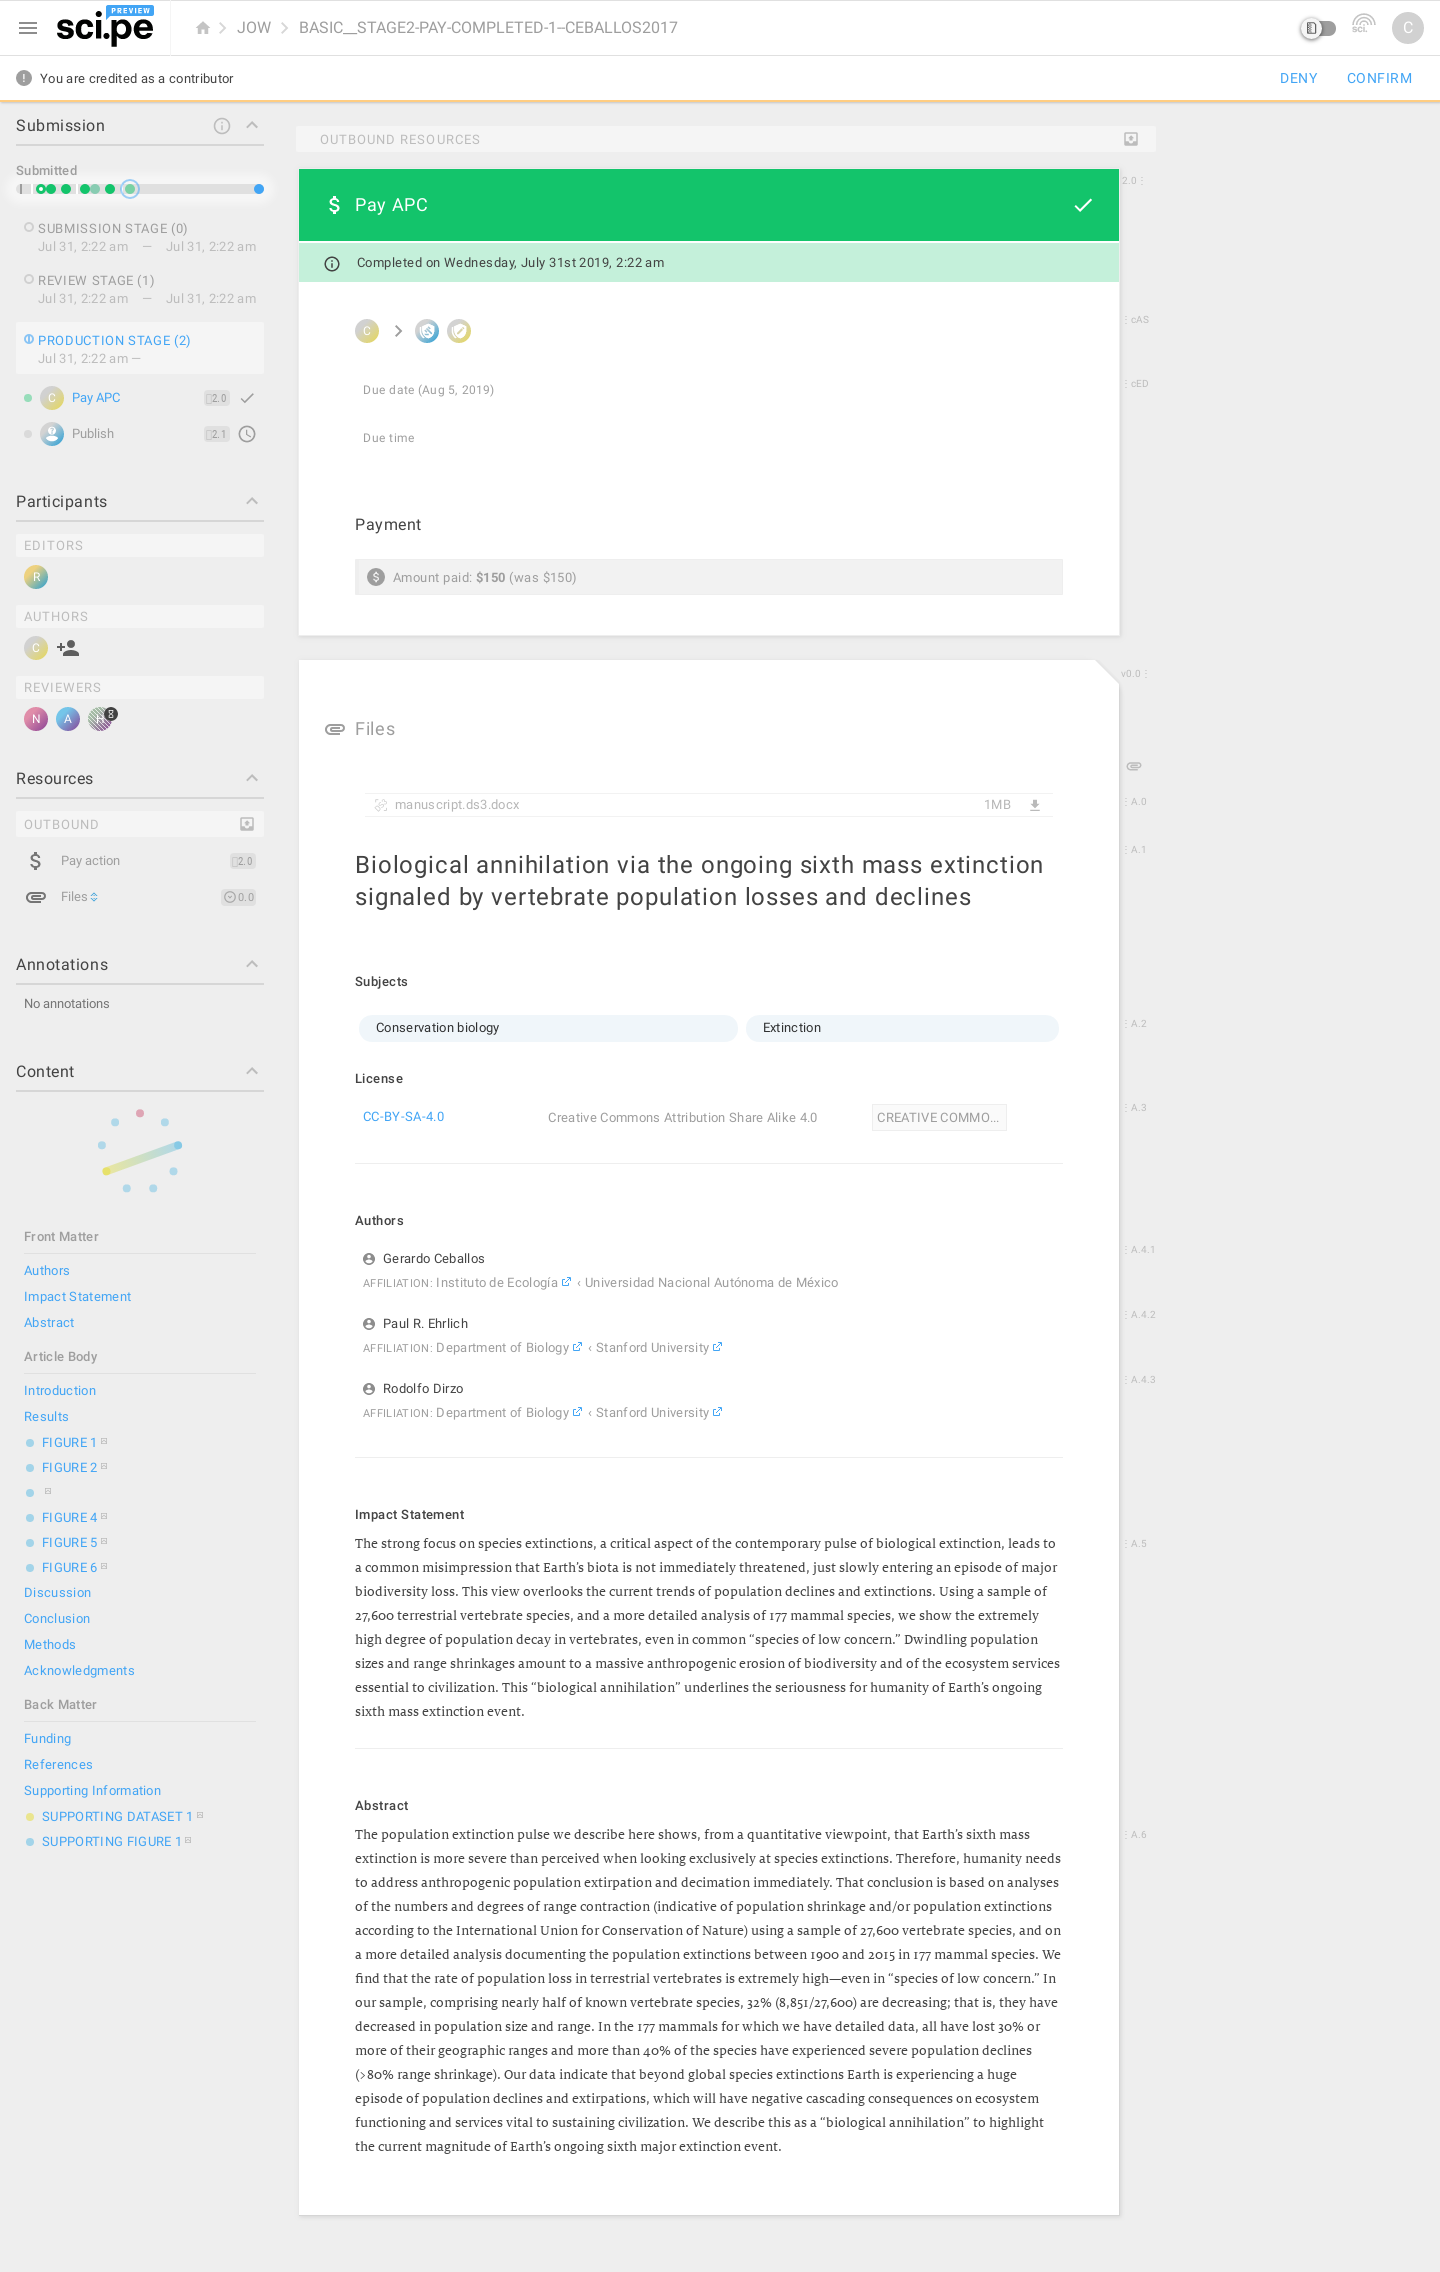 PREVIEW
sci.pe
JOW
BASIC__STAGE2-PAY-COMPLETED-1--CEBALLOS2017
sci.
C
You are credited as a contributor
DENY
CONFIRM
Submission
Submitted
SUBMISSION STAGE (0)
Jul 31, 2:22 am — Jul 31, 2:22 am
REVIEW STAGE (1)
Jul 31, 2:22 am — Jul 31, 2:22 am
PRODUCTION STAGE (2)
Jul 31, 2:22 am —
C Pay APC 2.0
Publish 2.1
Participants
EDITORS
R
AUTHORS
C
REVIEWERS
N A H
Resources
OUTBOUND
Pay action 2.0
Files 0.0
Annotations
No annotations
Content
Front Matter
Authors
Impact Statement
Abstract
Article Body
Introduction
Results
FIGURE 1
FIGURE 2
FIGURE 4
FIGURE 5
FIGURE 6
Discussion
Conclusion
Methods
Acknowledgments
Back Matter
Funding
References
Supporting Information
SUPPORTING DATASET 1
SUPPORTING FIGURE 1
OUTBOUND RESOURCES
Pay APC
2.0
Completed on Wednesday, July 31st 2019, 2:22 am
C
cAS
Due date (Aug 5, 2019)
cED
Due time
Payment
Amount paid: $150 (was $150)
v0.0
Files
manuscript.ds3.docx 1MB
A.0
Biological annihilation via the ongoing sixth mass extinction
signaled by vertebrate population losses and declines
A.1
Subjects
Conservation biology
Extinction
A.2
License
CC-BY-SA-4.0
Creative Commons Attribution Share Alike 4.0
CREATIVE COMMO...
A.3
Authors
Gerardo Ceballos
AFFILIATION: Instituto de Ecología ‹ Universidad Nacional Autónoma de México
A.4.1
Paul R. Ehrlich
AFFILIATION: Department of Biology ‹ Stanford University
A.4.2
Rodolfo Dirzo
AFFILIATION: Department of Biology ‹ Stanford University
A.4.3
Impact Statement
The strong focus on species extinctions, a critical aspect of the contemporary pulse of biological extinction, leads to
a common misimpression that Earth’s biota is not immediately threatened, just slowly entering an episode of major
biodiversity loss. This view overlooks the current trends of population declines and extinctions. Using a sample of
27,600 terrestrial vertebrate species, and a more detailed analysis of 177 mammal species, we show the extremely
high degree of population decay in vertebrates, even in common “species of low concern.” Dwindling population
sizes and range shrinkages amount to a massive anthropogenic erosion of biodiversity and of the ecosystem services
essential to civilization. This “biological annihilation” underlines the seriousness for humanity of Earth’s ongoing
sixth mass extinction event.
A.5
Abstract
The population extinction pulse we describe here shows, from a quantitative viewpoint, that Earth’s sixth mass
extinction is more severe than perceived when looking exclusively at species extinctions. Therefore, humanity needs
to address anthropogenic population extirpation and decimation immediately. That conclusion is based on analyses
of the numbers and degrees of range contraction (indicative of population shrinkage and/or population extinctions
according to the International Union for Conservation of Nature) using a sample of 27,600 vertebrate species, and on
a more detailed analysis documenting the population extinctions between 1900 and 2015 in 177 mammal species. We
find that the rate of population loss in terrestrial vertebrates is extremely high—even in “species of low concern.” In
our sample, comprising nearly half of known vertebrate species, 32% (8,851/27,600) are decreasing; that is, they have
decreased in population size and range. In the 177 mammals for which we have detailed data, all have lost 30% or
more of their geographic ranges and more than 40% of the species have experienced severe population declines
(>80% range shrinkage). Our data indicate that beyond global species extinctions Earth is experiencing a huge
episode of population declines and extirpations, which will have negative cascading consequences on ecosystem
functioning and services vital to sustaining civilization. We describe this as a “biological annihilation” to highlight
the current magnitude of Earth’s ongoing sixth major extinction event.
A.6